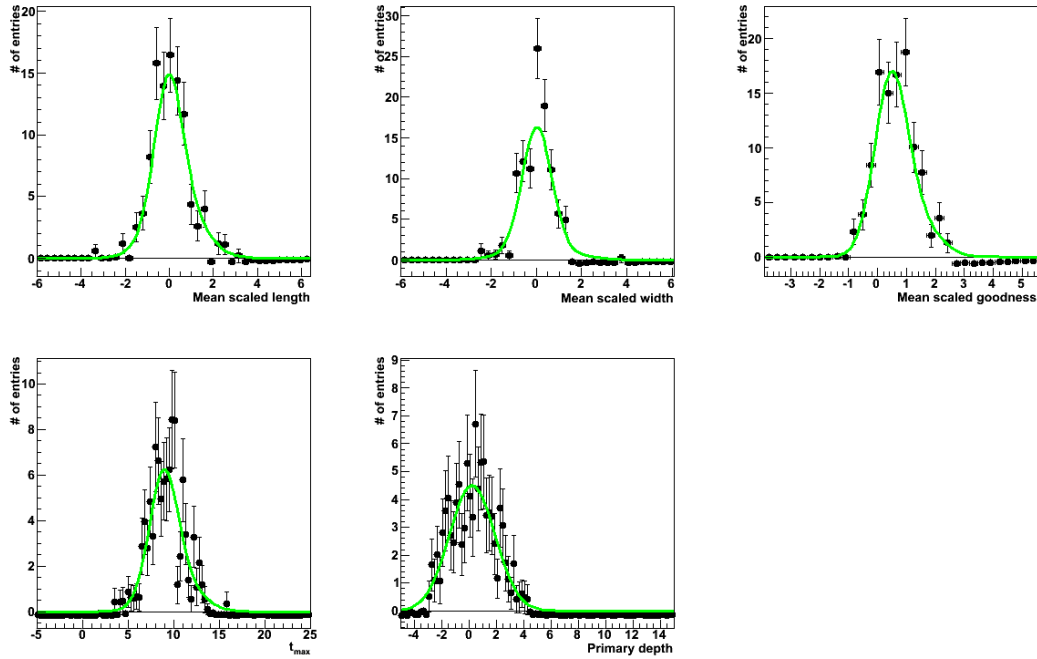 # of entries
20
15
10
5
0
-6 -4 -2 0 2 4 6
Mean scaled length
# of entries
30
25
20
15
10
5
0
-6 -4 -2 0 2 4 6
Mean scaled width
# of entries
20
15
10
5
0
-3 -2 -1 0 1 2 3 4 5
Mean scaled goodness
# of entries
10
8
6
4
2
0
-5 0 5 10 15 20 25
t_max
# of entries
9
8
7
6
5
4
3
2
1
0
-4 -2 0 2 4 6 8 10 12 14
Primary depth